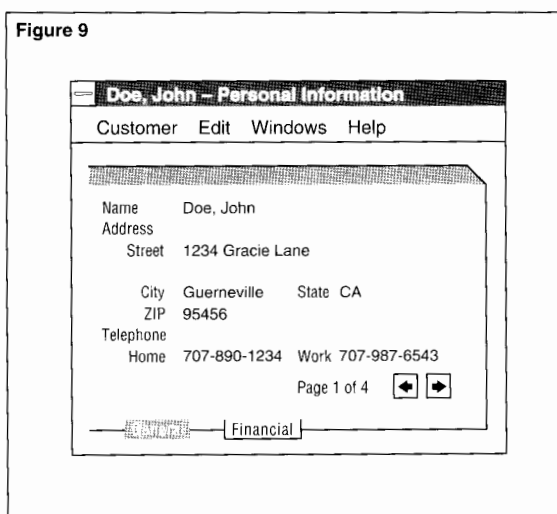 Figure 9
Doe, John – Personal Information
Customer Edit Windows Help
Name Doe, John
Address
Street 1234 Gracie Lane
City Guerneville State CA
ZIP 95456
Telephone
Home 707-890-1234 Work 707-987-6543
Page 1 of 4
Financial